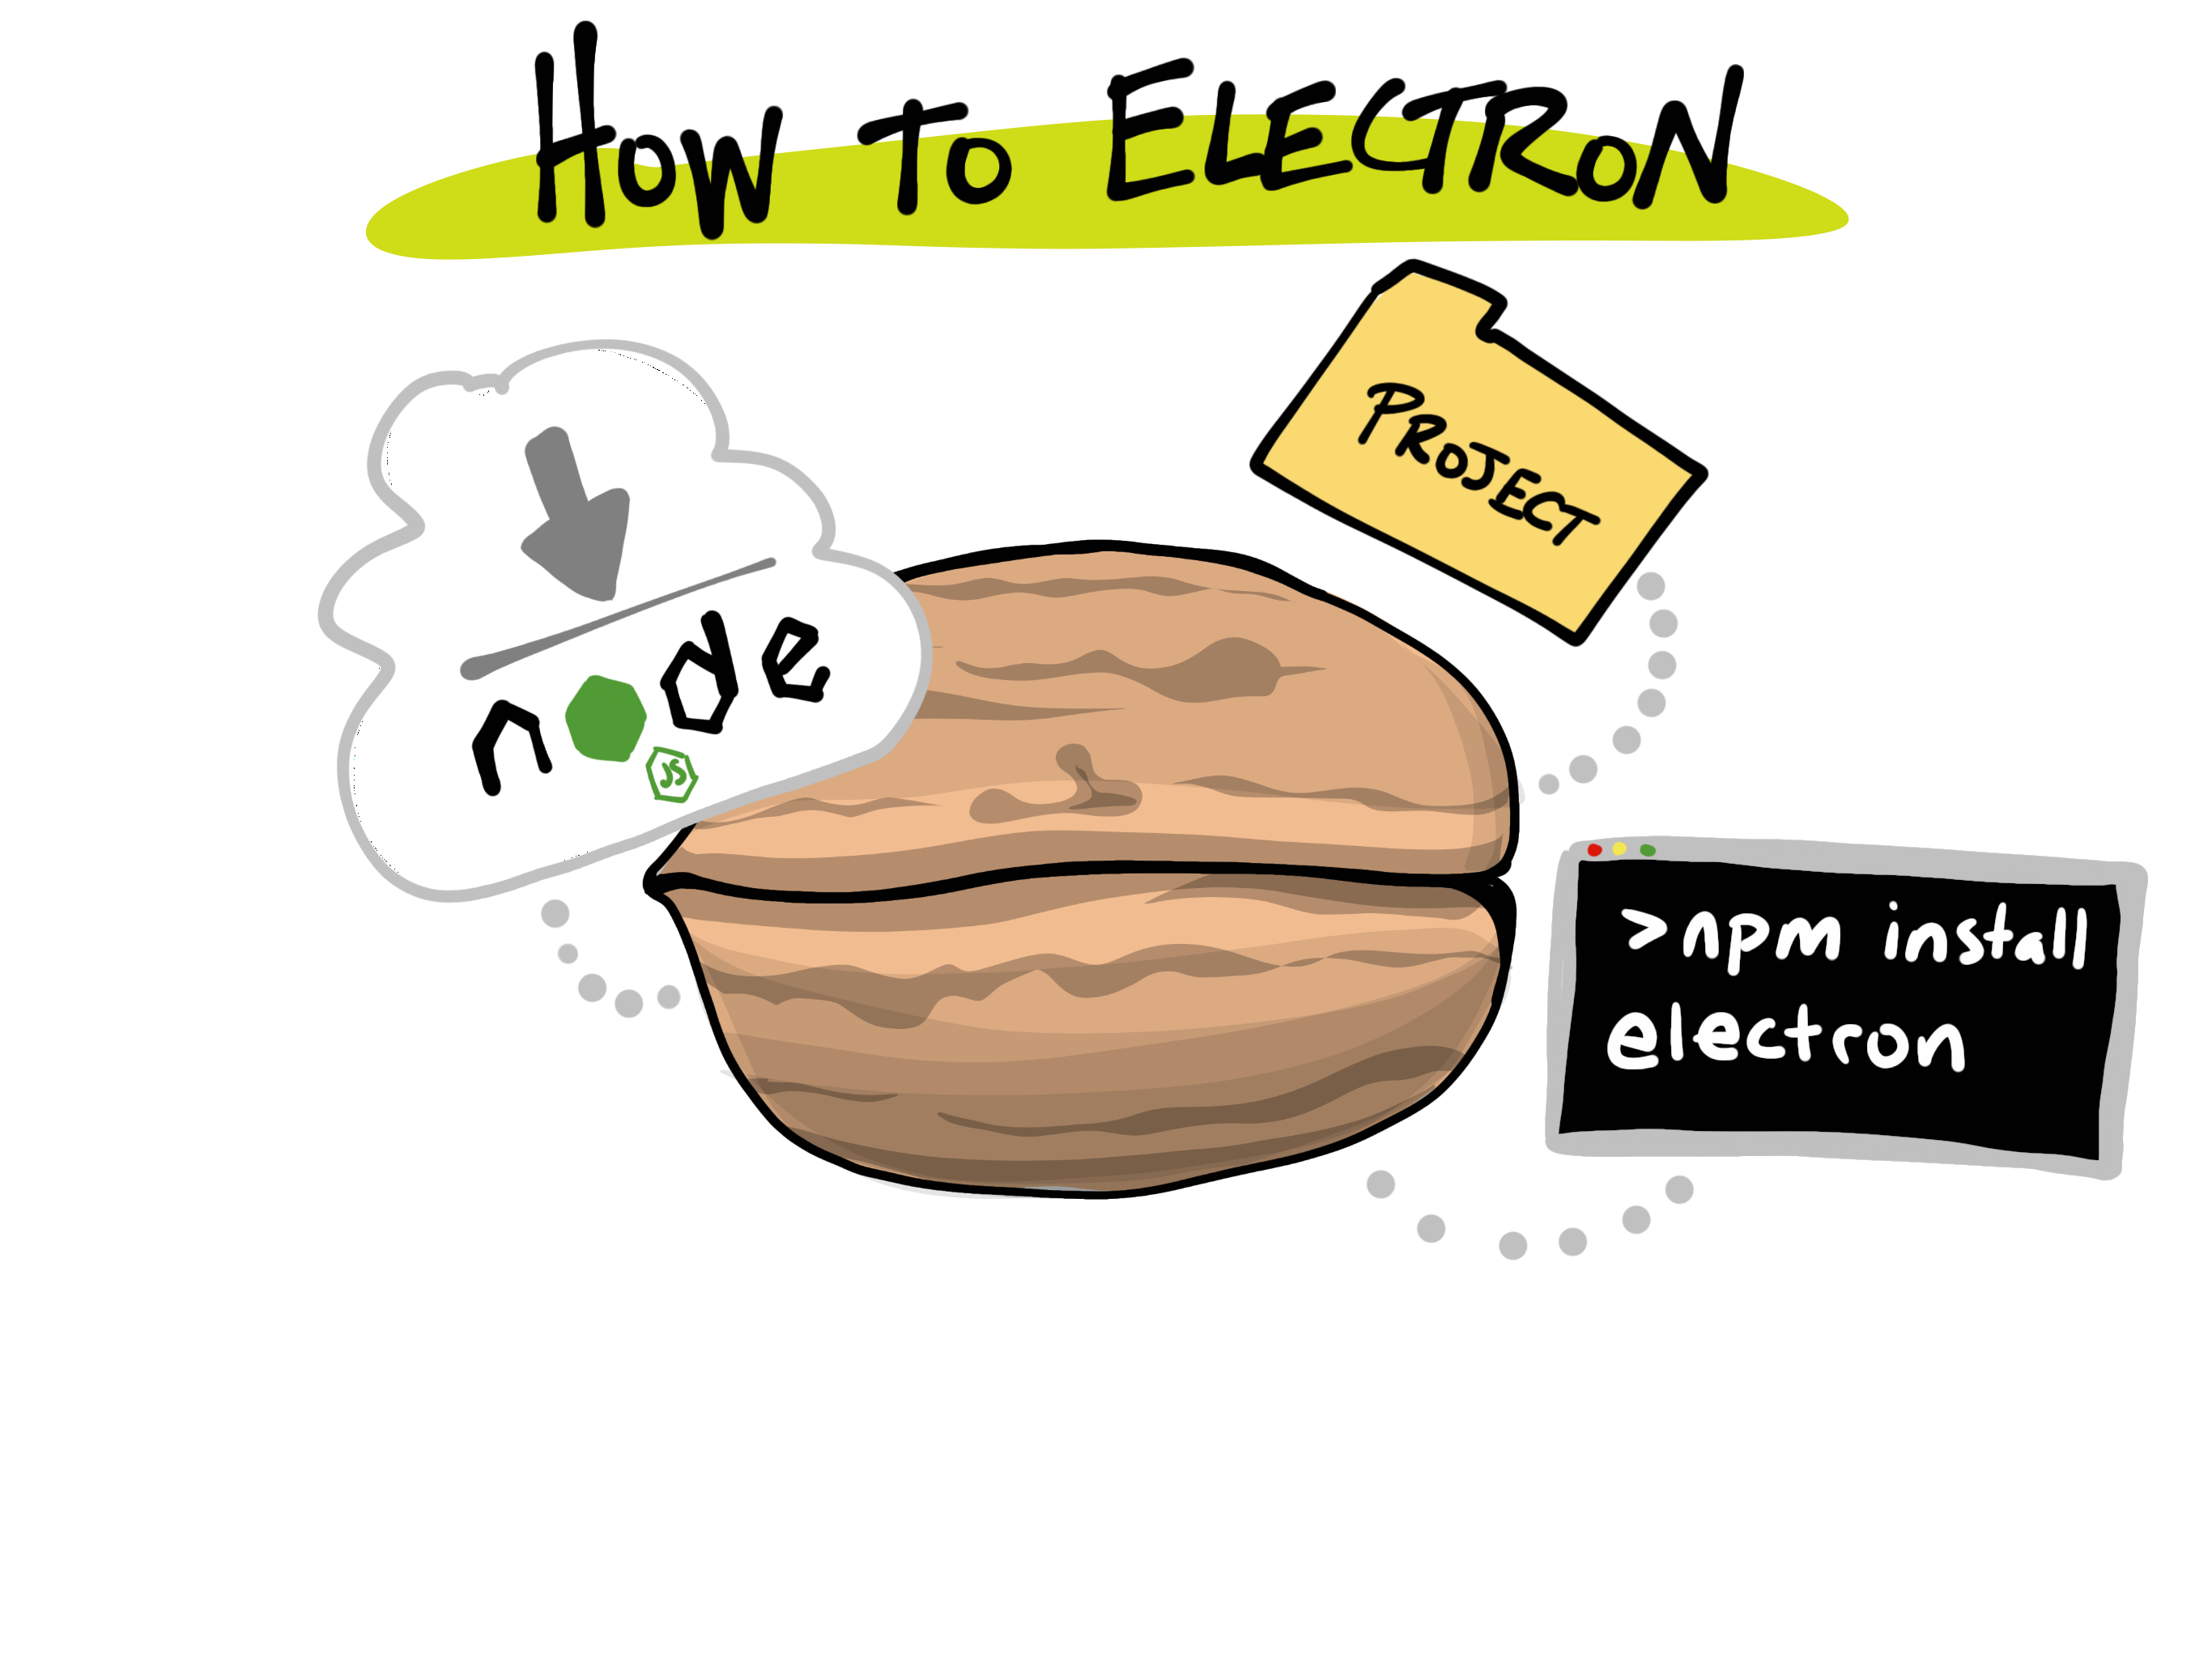 How To ELECTRON
PROJECT
node
JS
>npm install
electron